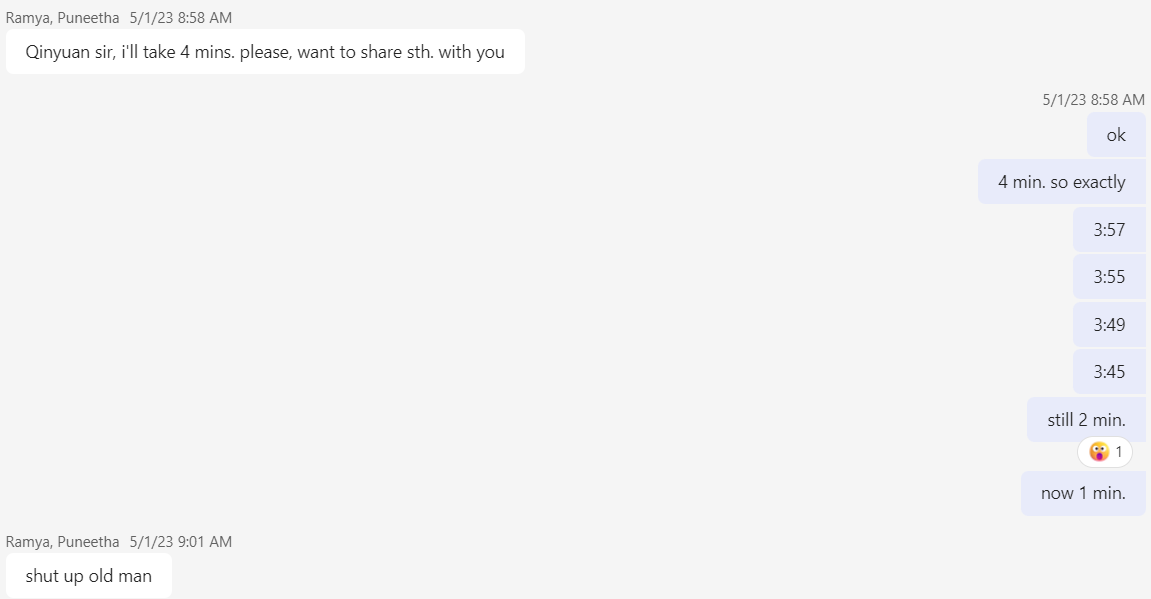 Ramya, Puneetha 5/1/23 8:58 AM
Qinyuan sir, i'll take 4 mins. please, want to share sth. with you
5/1/23 8:58 AM
ok
4 min. so exactly
3:57
3:55
3:49
3:45
still 2 min.
1
now 1 min.
Ramya, Puneetha 5/1/23 9:01 AM
shut up old man